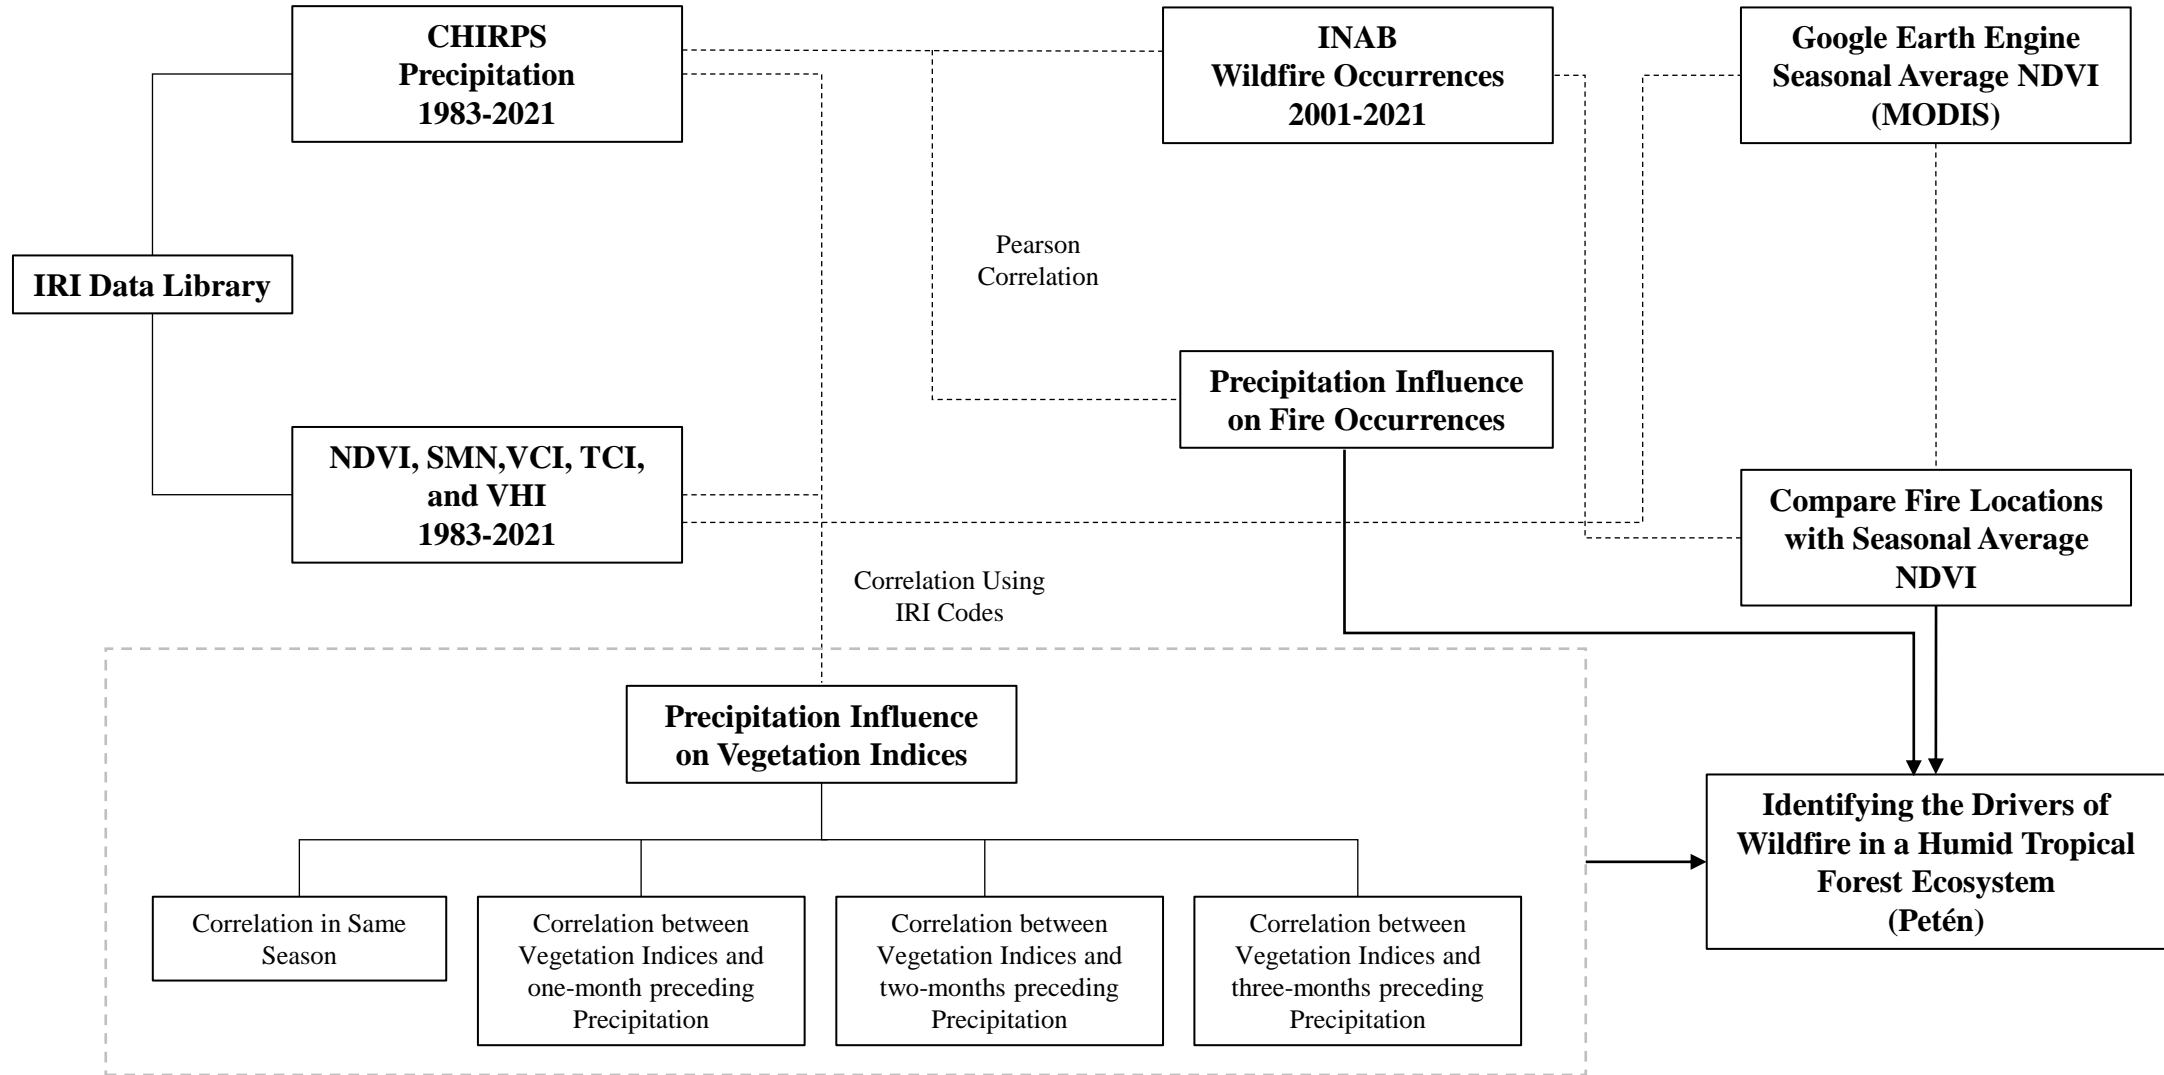 CHIRPS
Precipitation
1983-2021
INAB
Wildfire Occurrences
2001-2021
Google Earth Engine
Seasonal Average NDVI
(MODIS)
IRI Data Library
Pearson
Correlation
Precipitation Influence
on Fire Occurrences
NDVI, SMN,VCI, TCI,
and VHI
1983-2021
Compare Fire Locations
with Seasonal Average
NDVI
Correlation Using
IRI Codes
Precipitation Influence
on Vegetation Indices
Identifying the Drivers of
Wildfire in a Humid Tropical
Forest Ecosystem
(Petén)
Correlation in Same
Season
Correlation between
Vegetation Indices and
one-month preceding
Precipitation
Correlation between
Vegetation Indices and
two-months preceding
Precipitation
Correlation between
Vegetation Indices and
three-months preceding
Precipitation